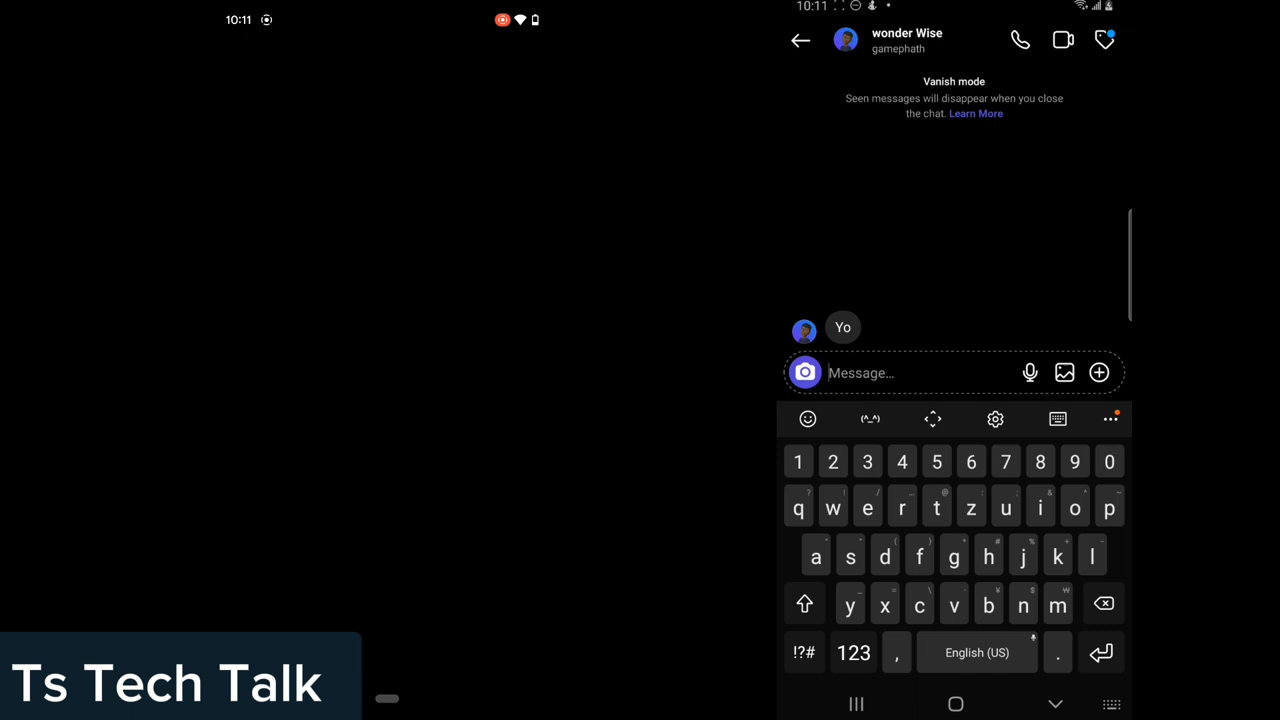 10:11
10:11
wonder Wise
gamephath
Vanish mode
Seen messages will disappear when you close
the chat. Learn More
Yo
Message...
(^_^)
1 2 3 4 5 6 7 8 9 0
q w e r t z u i o p
a s d f g h j k l
y x c v b n m
!?# 123 , English (US) .
Ts Tech Talk